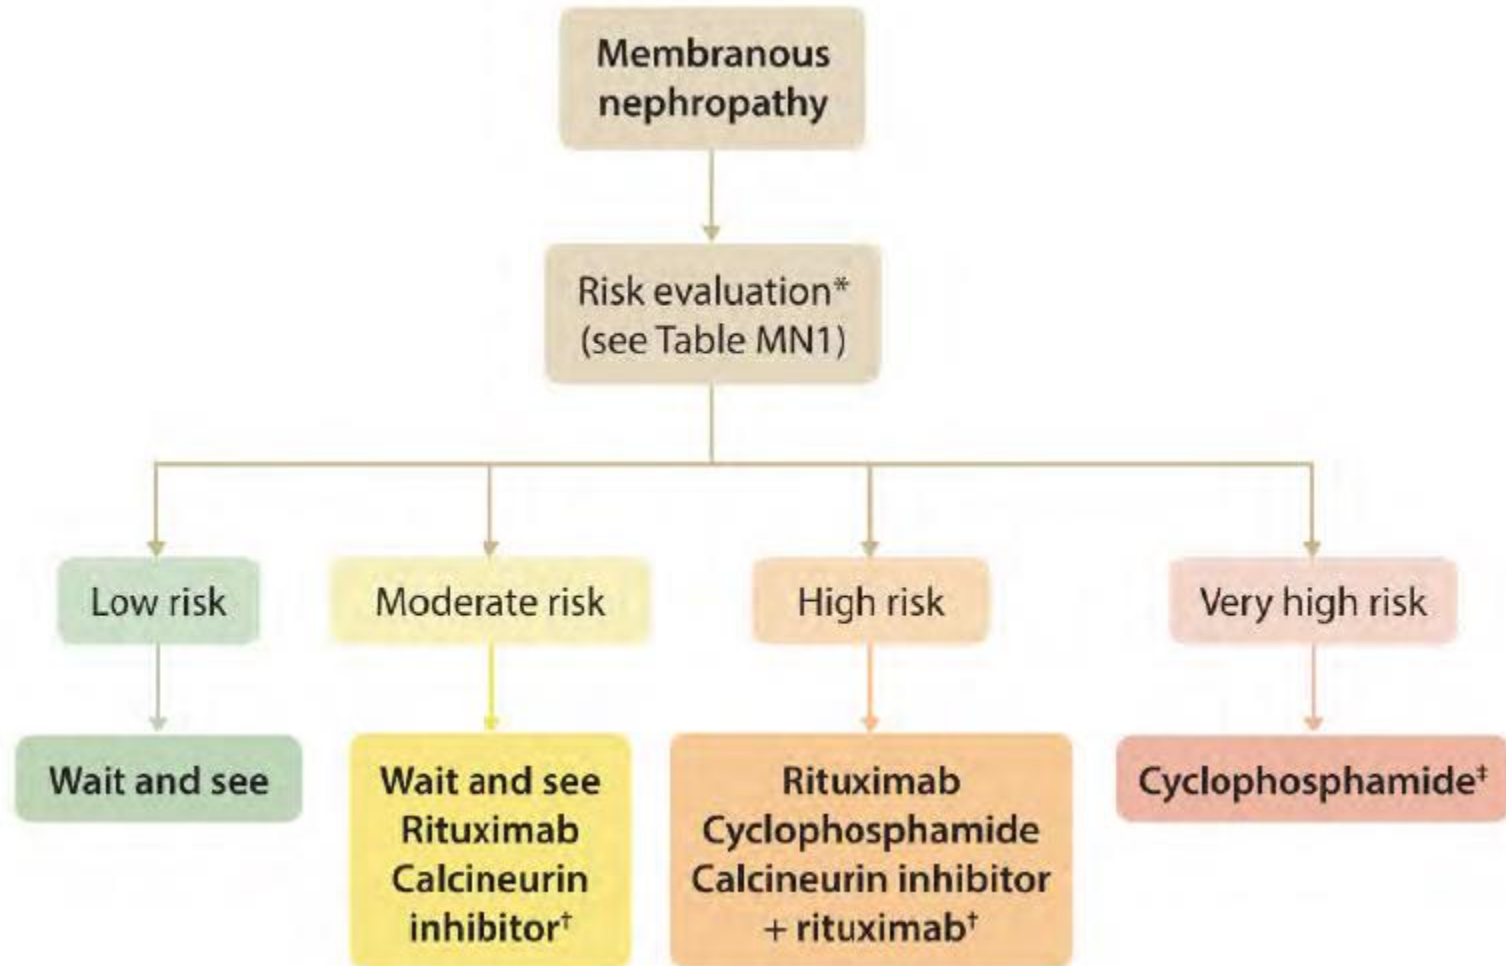 Membranous
nephropathy
Risk evaluation*
(see Table MN1)
Low risk
Moderate risk
High risk
Very high risk
Wait and see
Wait and see
Rituximab
Calcineurin
inhibitor†
Rituximab
Cyclophosphamide
Calcineurin inhibitor
+ rituximab†
Cyclophosphamide‡